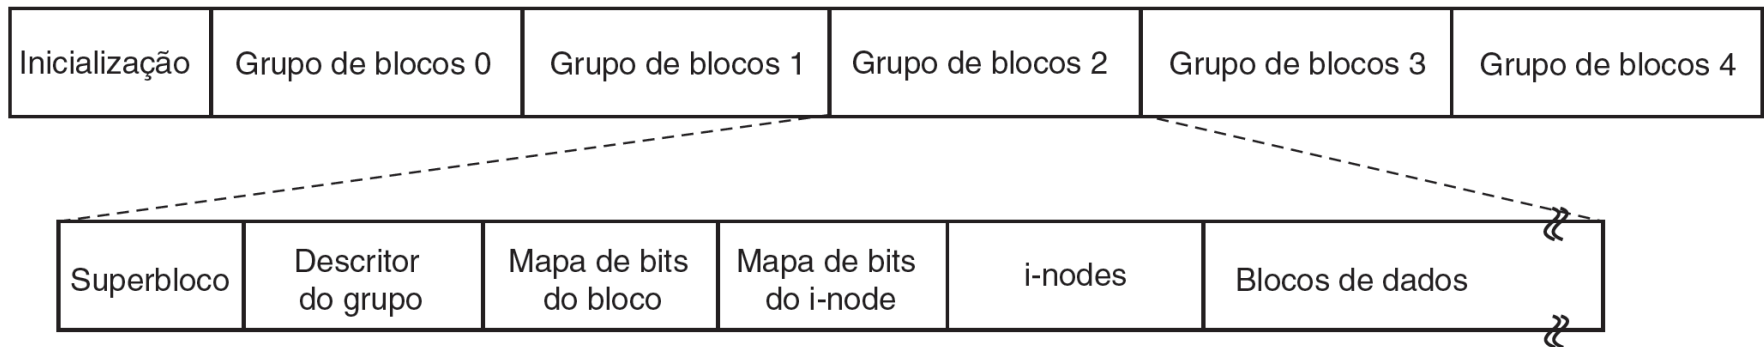 Inicialização Grupo de blocos 0 Grupo de blocos 1 Grupo de blocos 2 Grupo de blocos 3 Grupo de blocos 4
Superbloco
Descritor
do grupo
Mapa de bits
do bloco
Mapa de bits
do i-node
i-nodes
Blocos de dados